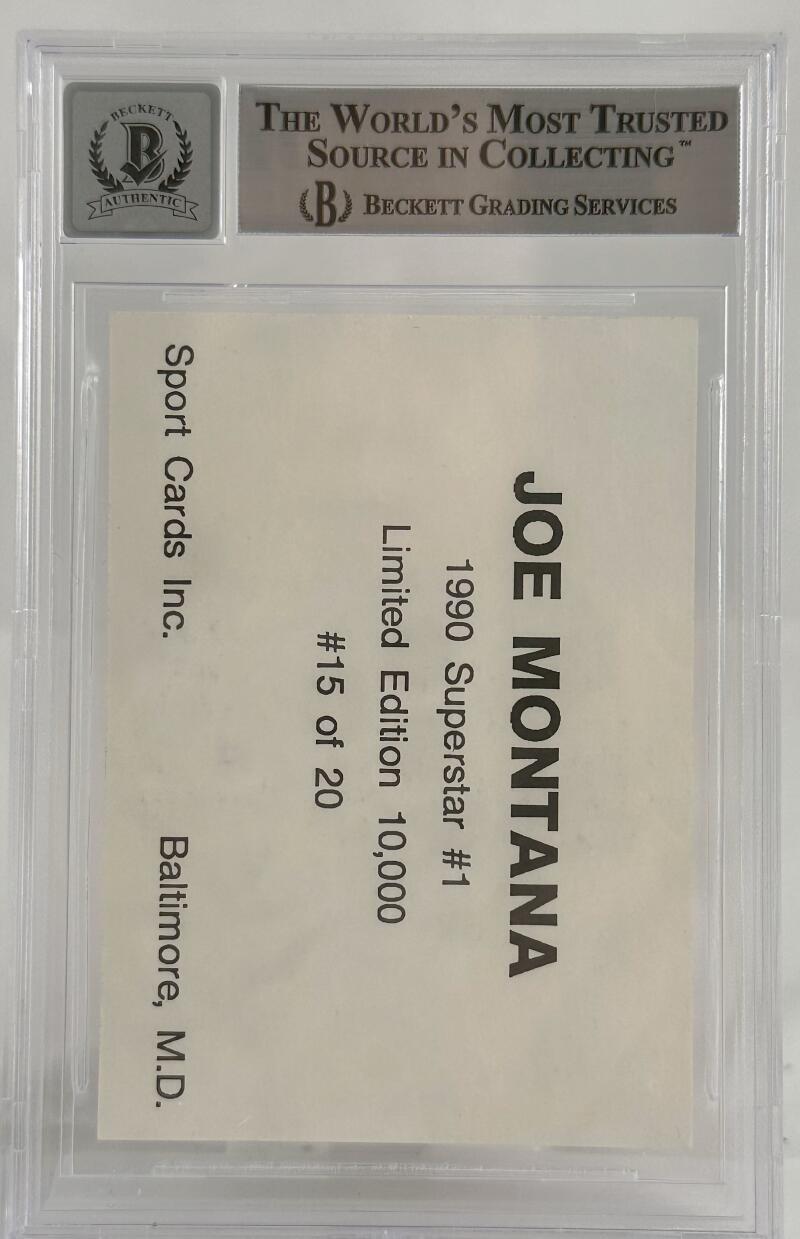 BECKETT
B
AUTHENTIC
THE WORLD'S MOST TRUSTED
SOURCE IN COLLECTING™
B BECKETT GRADING SERVICES
JOE MONTANA
1990 Superstar #1
Limited Edition 10,000
#15 of 20
Sport Cards Inc. Baltimore, M.D.